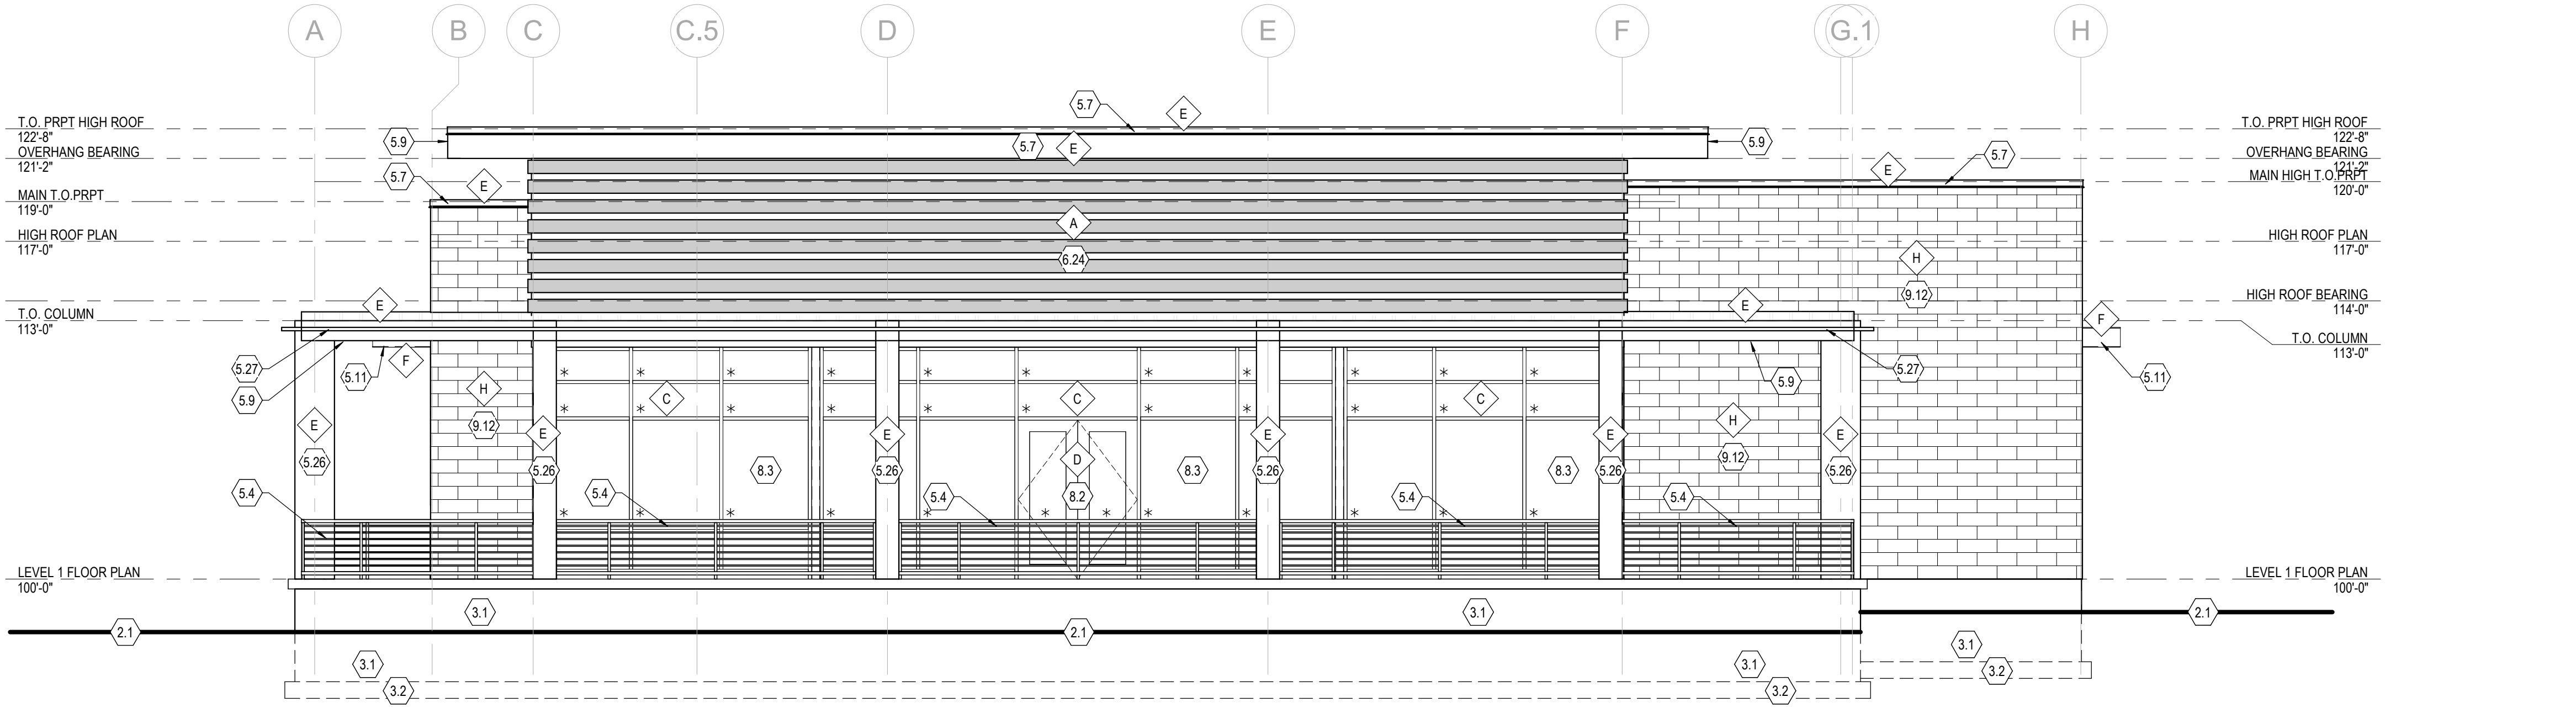 A
B
C
C.5
D
E
F
G.1
H
T.O. PRPT HIGH ROOF
122'-8"
OVERHANG BEARING
121'-2"
MAIN T.O.PRPT
119'-0"
HIGH ROOF PLAN
117'-0"
T.O. COLUMN
113'-0"
LEVEL 1 FLOOR PLAN
100'-0"
T.O. PRPT HIGH ROOF
122'-8"
OVERHANG BEARING
121'-2"
MAIN HIGH T.O.PRPT
120'-0"
HIGH ROOF PLAN
117'-0"
HIGH ROOF BEARING
114'-0"
T.O. COLUMN
113'-0"
LEVEL 1 FLOOR PLAN
100'-0"
5.7
E
5.9
5.7
E
5.9
5.7
E
E
5.7
A
6.24
H
9.12
E
E
F
5.27
5.9
5.11
F
5.9
5.27
5.11
H
9.12
C
C
C
H
9.12
E
5.26
E
5.26
E
5.26
E
5.26
E
5.26
E
5.26
8.3
8.3
8.3
D
8.2
5.4
5.4
5.4
5.4
5.4
3.1
3.1
2.1
2.1
2.1
3.1
3.2
3.1
3.2
3.1
3.2